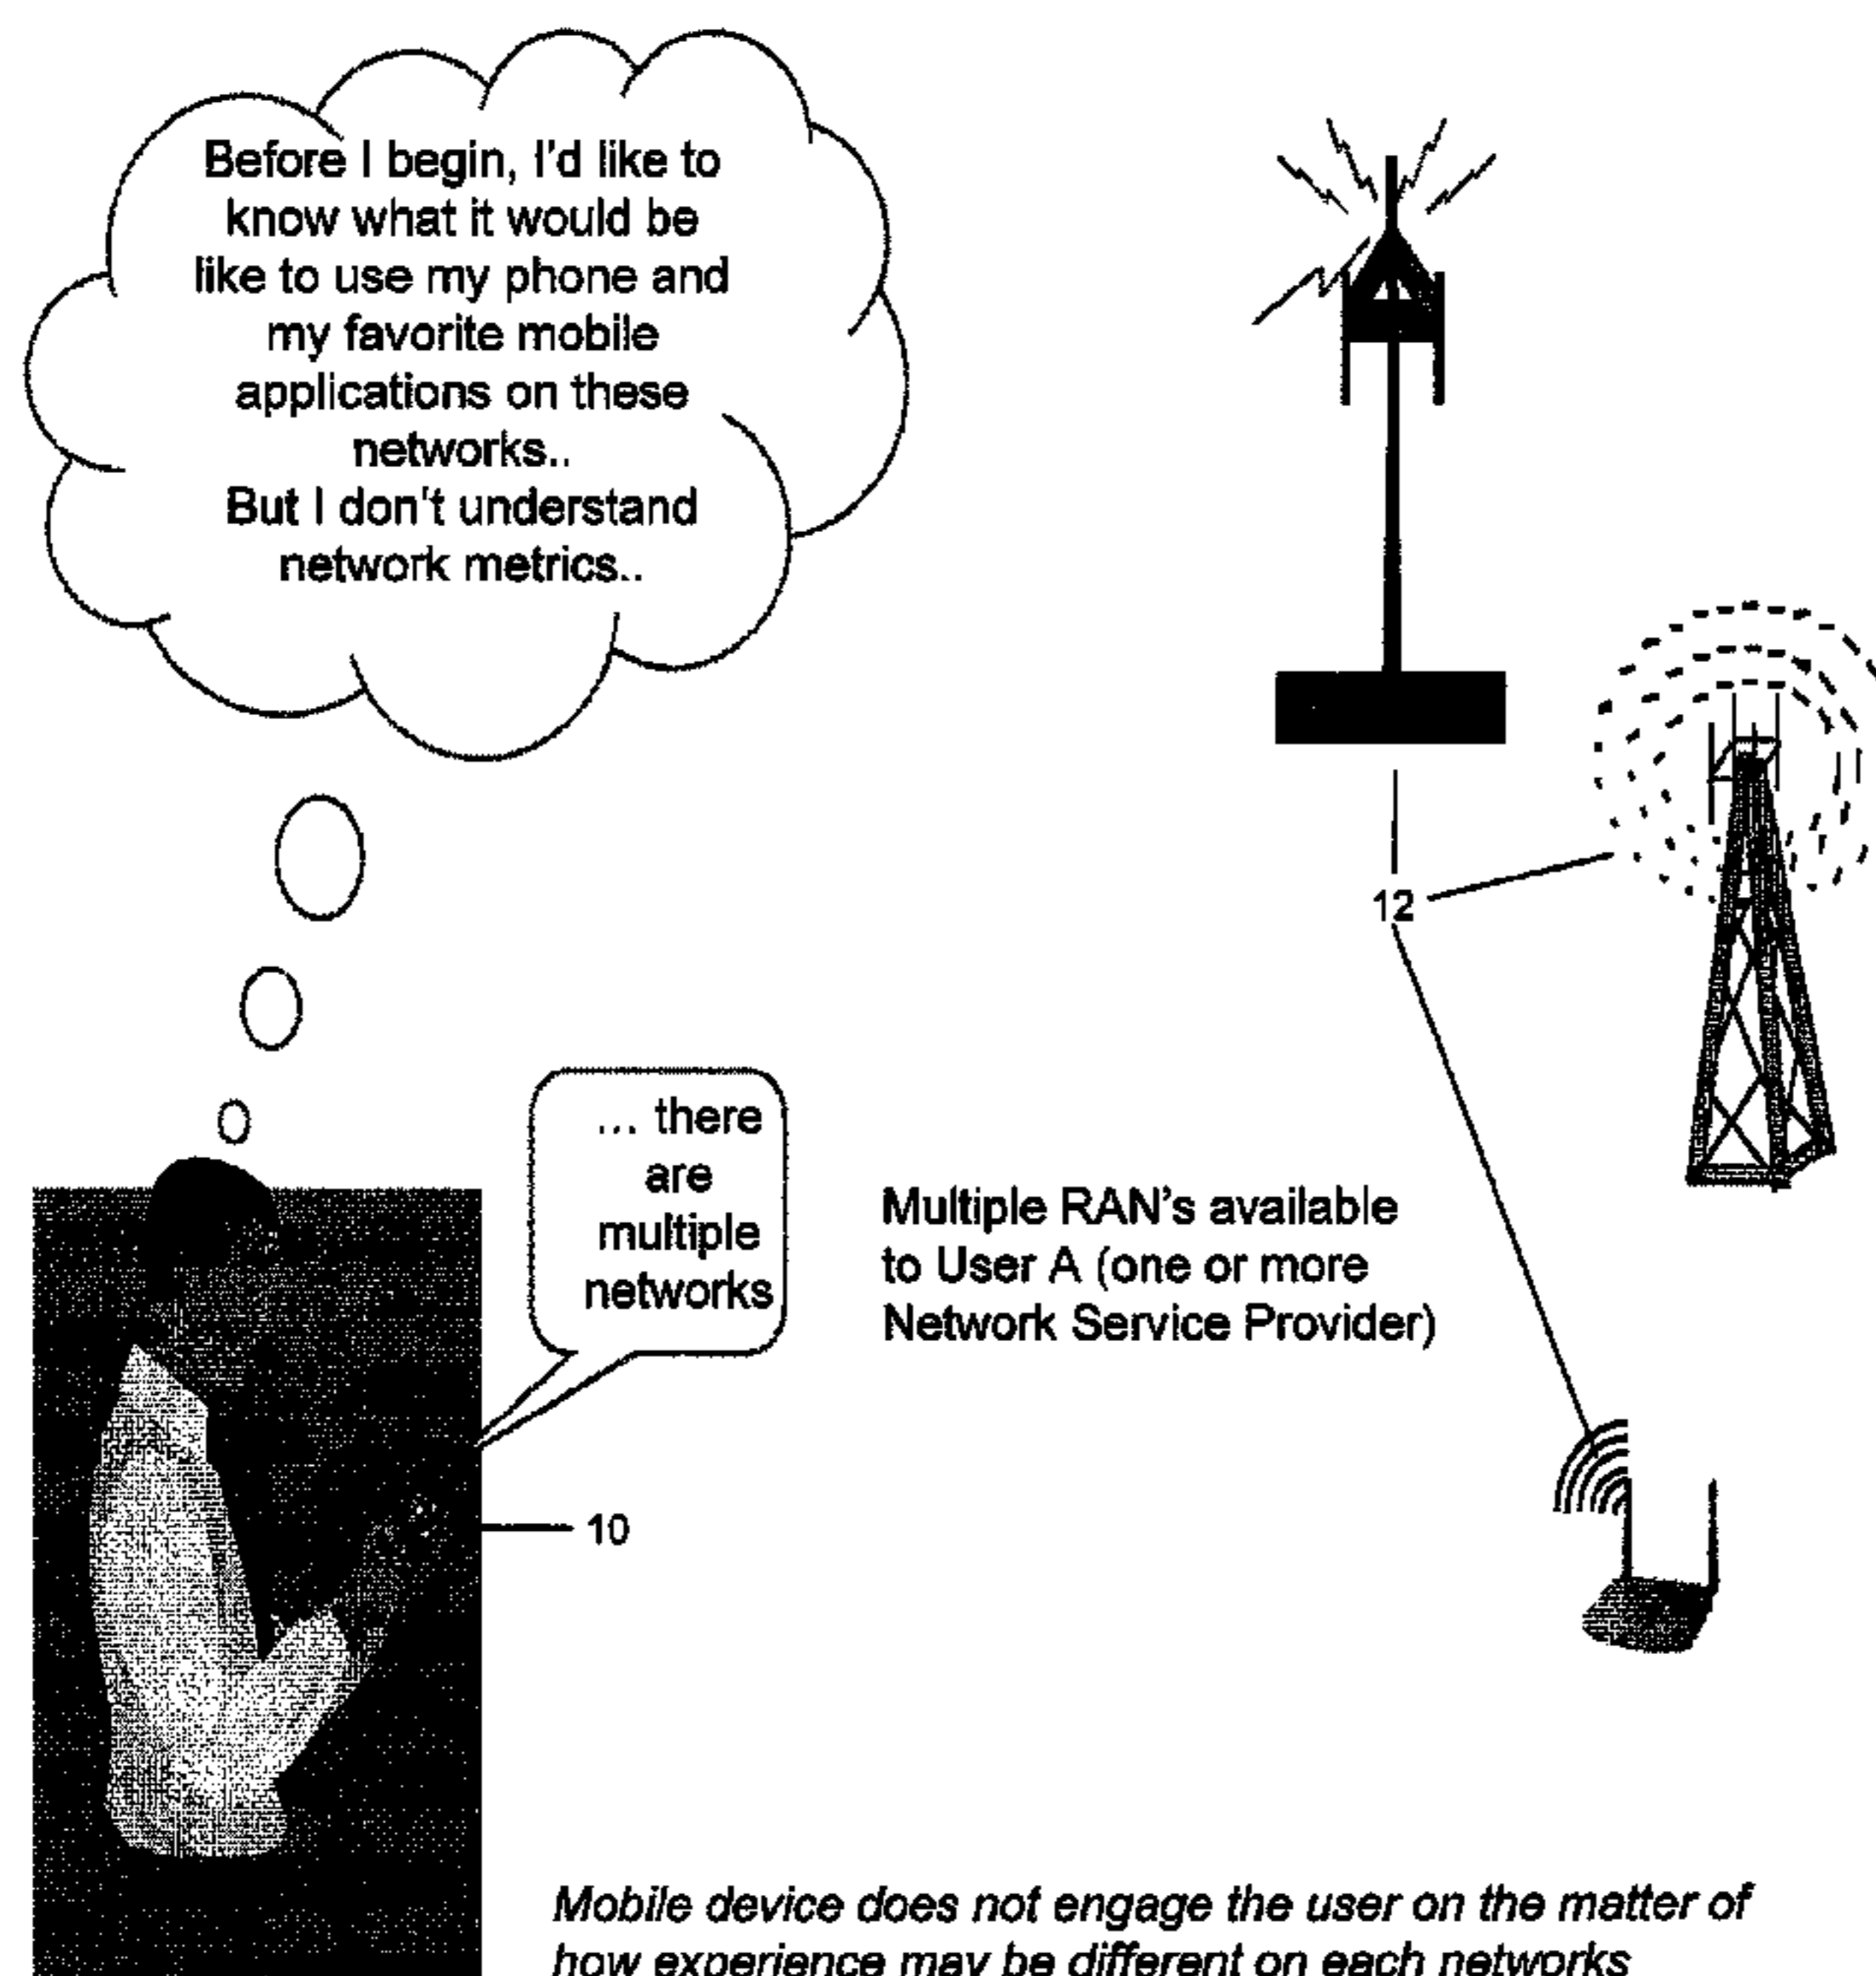 Before I begin, I'd like to
know what it would be
like to use my phone and
my favorite mobile
applications on these
networks..
But I don't understand
network metrics..
12
... there
are
multiple
networks
Multiple RAN's available
to User A (one or more
Network Service Provider)
10
Mobile device does not engage the user on the matter of
how experience may be different on each networks